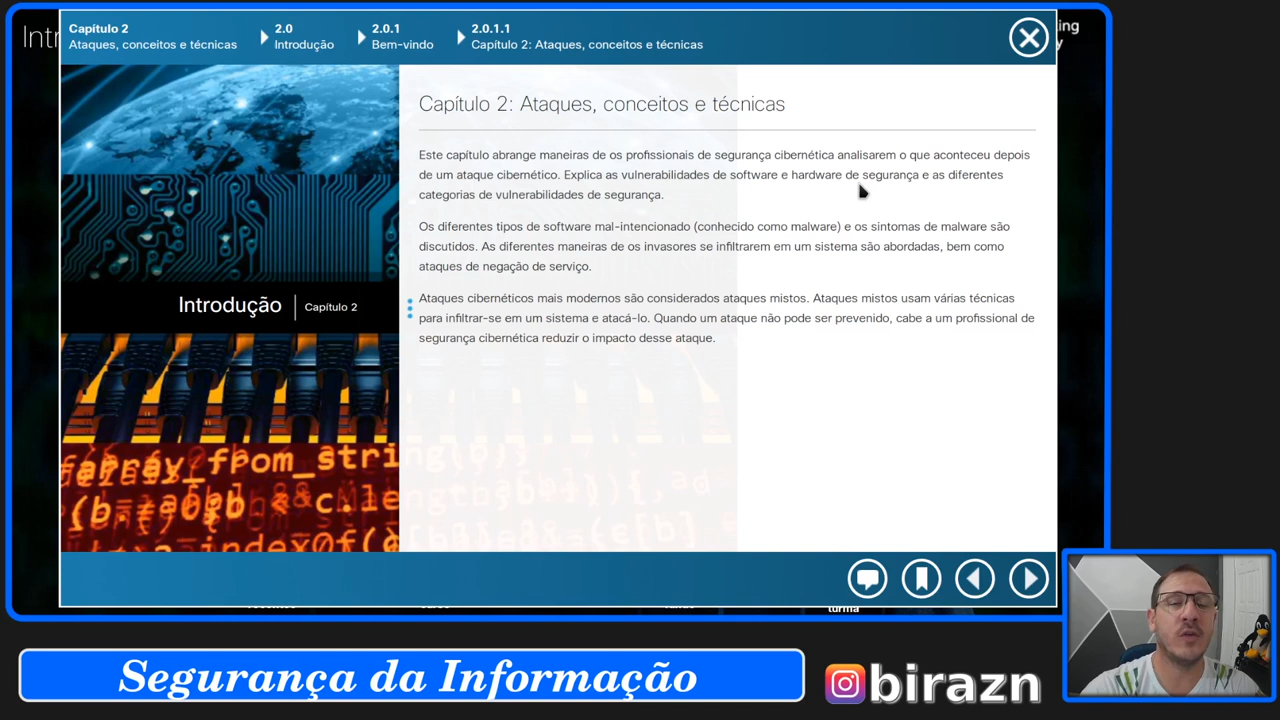 Intr
king
y
Capítulo 2
Ataques, conceitos e técnicas
2.0
Introdução
2.0.1
Bem-vindo
2.0.1.1
Capítulo 2: Ataques, conceitos e técnicas
Capítulo 2: Ataques, conceitos e técnicas
Este capítulo abrange maneiras de os profissionais de segurança cibernética analisarem o que aconteceu depois
de um ataque cibernético. Explica as vulnerabilidades de software e hardware de segurança e as diferentes
categorias de vulnerabilidades de segurança.
Os diferentes tipos de software mal-intencionado (conhecido como malware) e os sintomas de malware são
discutidos. As diferentes maneiras de os invasores se infiltrarem em um sistema são abordadas, bem como
ataques de negação de serviço.
Ataques cibernéticos mais modernos são considerados ataques mistos. Ataques mistos usam várias técnicas
para infiltrar-se em um sistema e atacá-lo. Quando um ataque não pode ser prevenido, cabe a um profissional de
segurança cibernética reduzir o impacto desse ataque.
Introdução
Capítulo 2
turma
Segurança da Informação
birazn